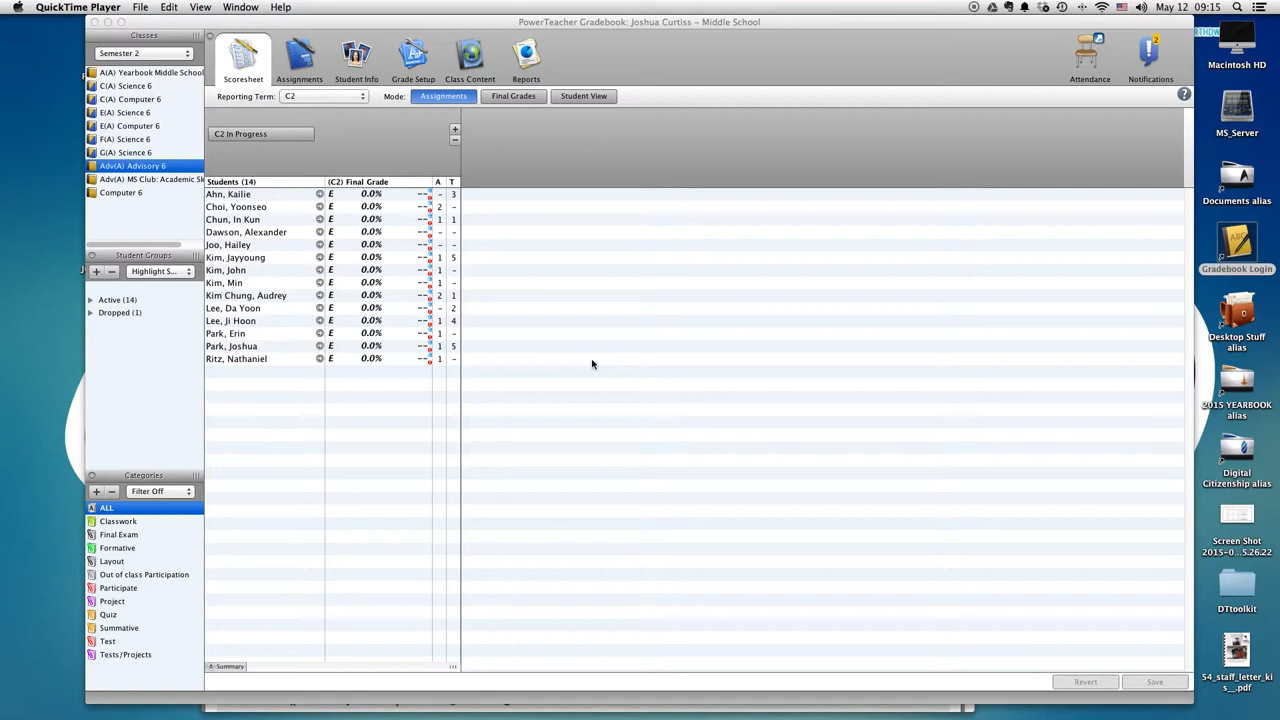 QuickTime Player File Edit View Window Help May 12 09:15
PowerTeacher Gradebook: Joshua Curtiss - Middle School
Classes
Semester 2
A(A) Yearbook Middle School
C(A) Science 6
C(A) Computer 6
E(A) Science 6
E(A) Computer 6
F(A) Science 6
G(A) Science 6
Adv(A) Advisory 6
Adv(A) MS Club: Academic Sk
Computer 6
Student Groups
Highlight S...
Active (14)
Dropped (1)
Categories
Filter Off
ALL
Classwork
Final Exam
Formative
Layout
Out of class Participation
Participate
Project
Quiz
Summative
Test
Tests/Projects
Scoresheet Assignments Student Info Grade Setup Class Content Reports Attendance Notifications
2
Reporting Term: C2 Mode: Assignments Final Grades Student View
C2 In Progress
Students (14) (C2) Final Grade A T
Ahn, Kailie E 0.0% -- - 3
Choi, Yoonseo E 0.0% -- 2 -
Chun, In Kun E 0.0% -- 1 1
Dawson, Alexander E 0.0% -- - -
Joo, Hailey E 0.0% -- - -
Kim, Jayyoung E 0.0% -- 1 5
Kim, John E 0.0% -- 1 -
Kim, Min E 0.0% -- 1 -
Kim Chung, Audrey E 0.0% -- 2 1
Lee, Da Yoon E 0.0% -- - 2
Lee, Ji Hoon E 0.0% -- 1 4
Park, Erin E 0.0% -- 1 -
Park, Joshua E 0.0% -- 1 5
Ritz, Nathaniel E 0.0% -- 1 -
Summary
Revert Save
Macintosh HD
MS_Server
Documents alias
Gradebook Login
Desktop Stuff
alias
2015 YEARBOOK
alias
Digital
Citizenship alias
Screen Shot
2015-0...5.26.22
DTtoolkit
54_staff_letter_ki
s__.pdf